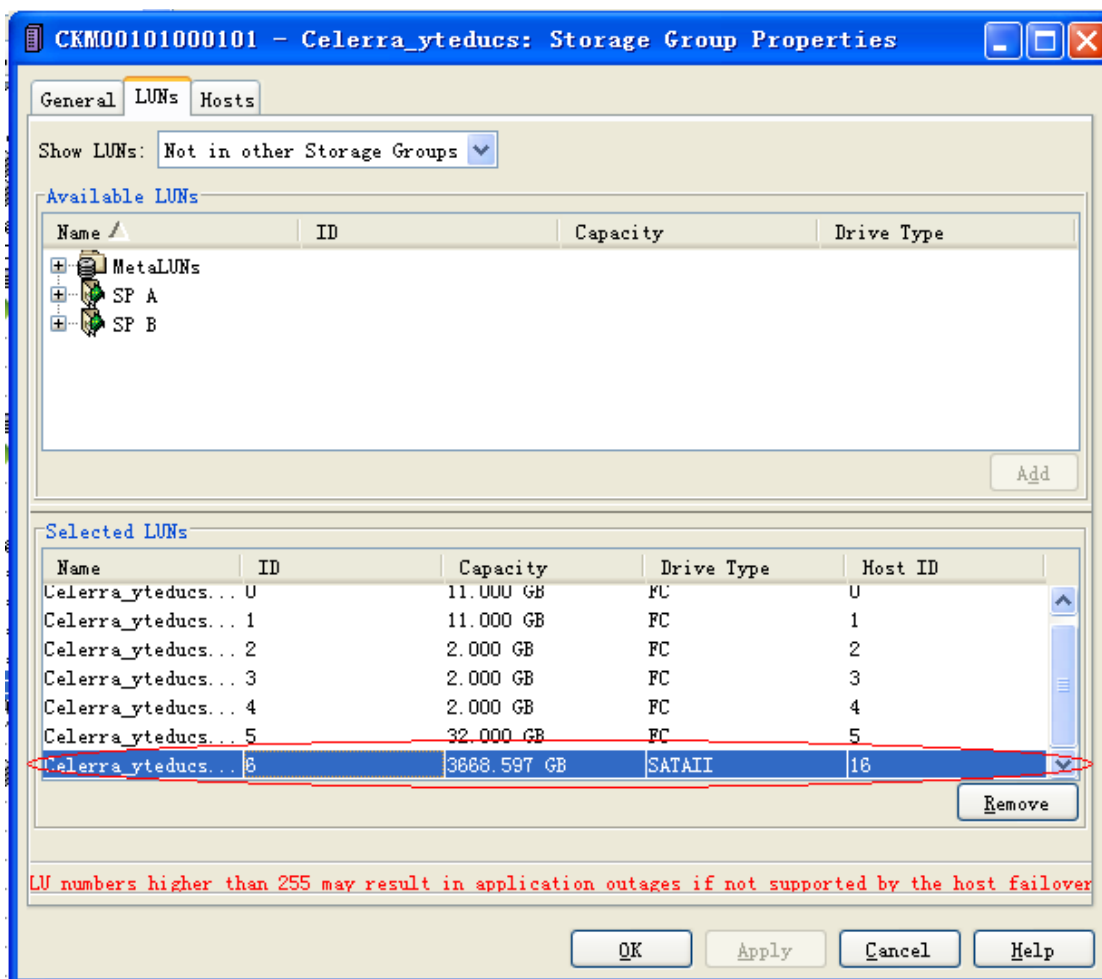 CKM00101000101 - Celerra_yteducs: Storage Group Properties
General LUNs Hosts
Show LUNs: Not in other Storage Groups
Available LUNs
Name ID Capacity Drive Type
MetaLUNs
SP A
SP B
Add
Selected LUNs
Name ID Capacity Drive Type Host ID
Celerra_yteducs... 0 11.000 GB FC 0
Celerra_yteducs... 1 11.000 GB FC 1
Celerra_yteducs... 2 2.000 GB FC 2
Celerra_yteducs... 3 2.000 GB FC 3
Celerra_yteducs... 4 2.000 GB FC 4
Celerra_yteducs... 5 32.000 GB FC 5
Celerra_yteducs... 6 3668.597 GB SATAII 16
Remove
LU numbers higher than 255 may result in application outages if not supported by the host failover
OK Apply Cancel Help